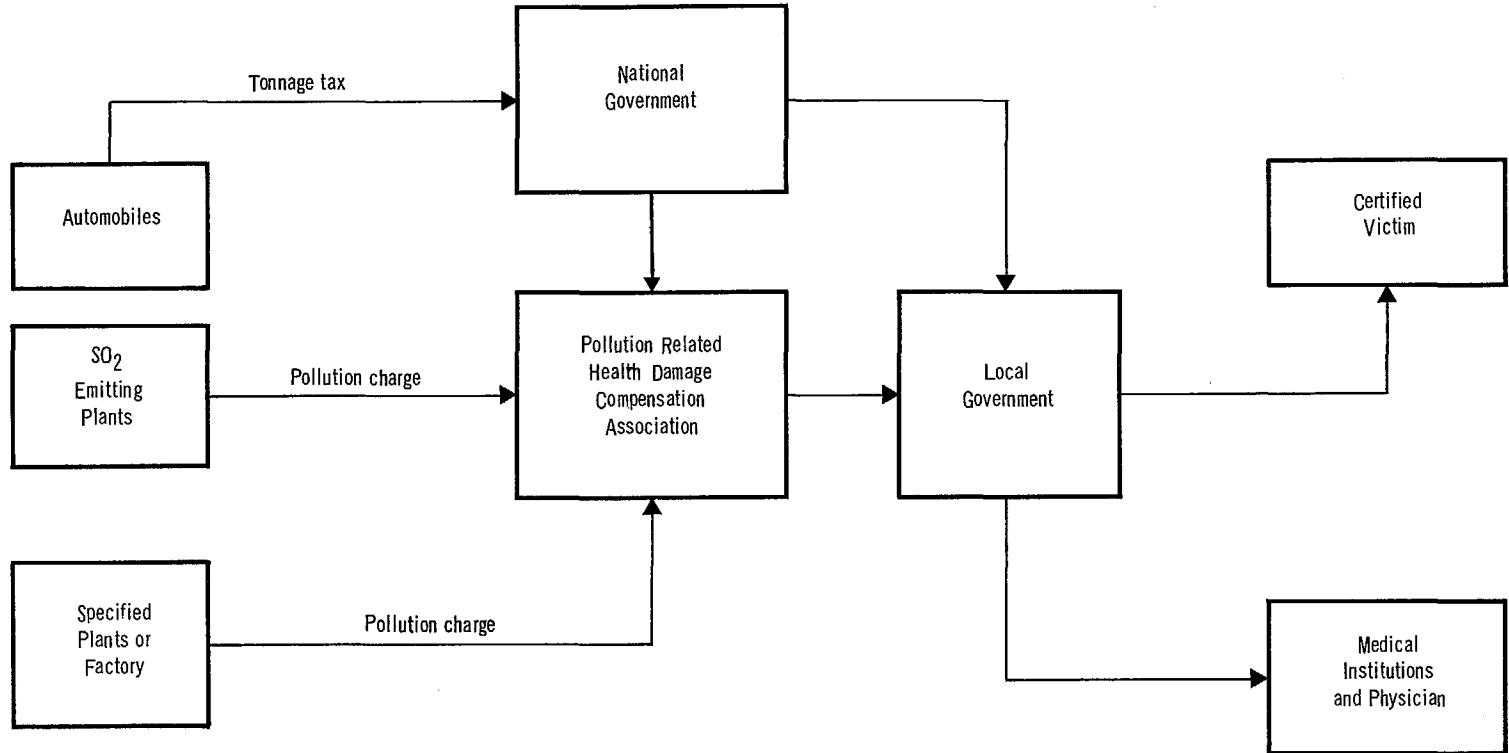 Tonnage tax
National
Government
Automobiles
Certified
Victim
SO2
Emitting
Plants
Pollution charge
Pollution Related
Health Damage
Compensation
Association
Local
Government
Specified
Plants or
Factory
Pollution charge
Medical
Institutions
and Physician